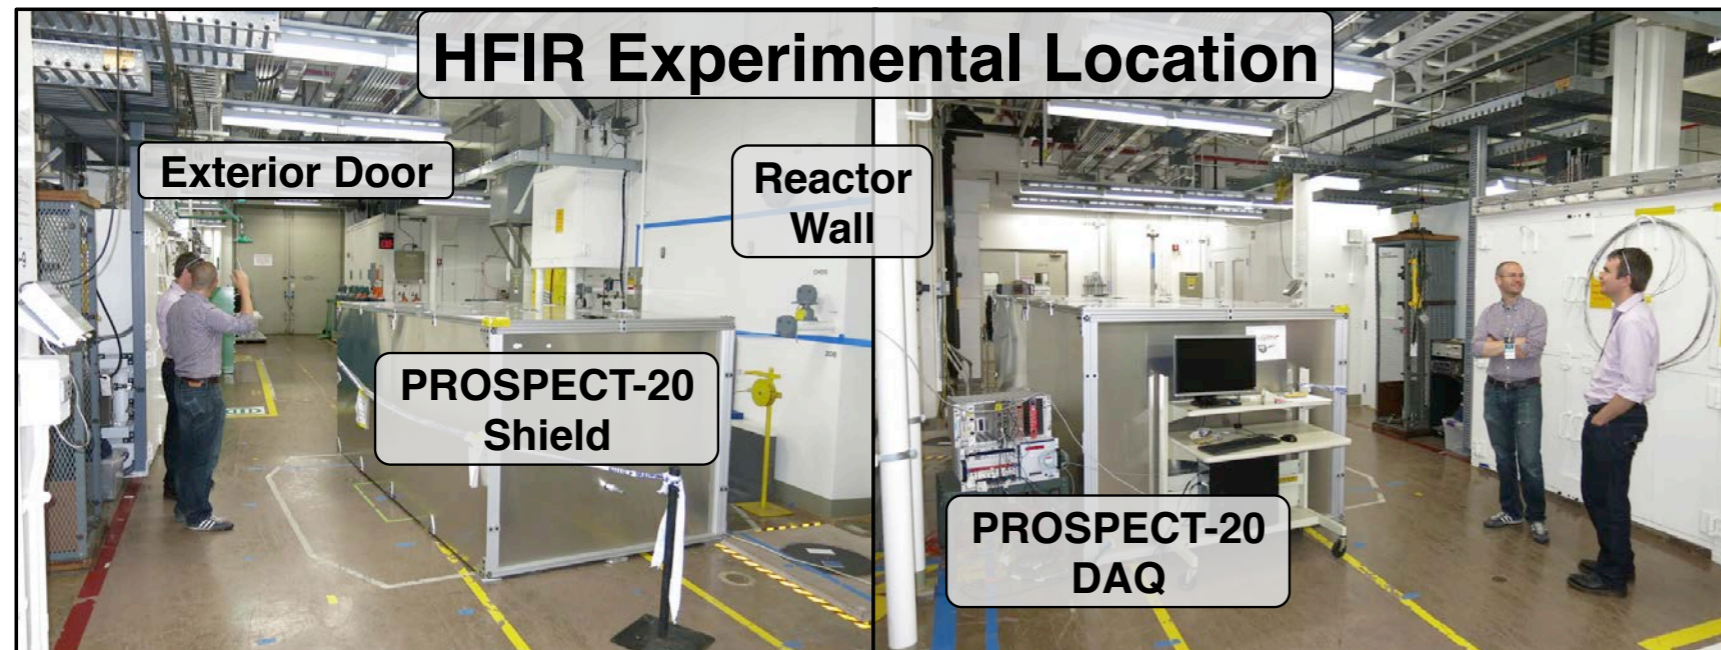 HFIR Experimental Location
Exterior Door
Reactor
Wall
PROSPECT-20
Shield
PROSPECT-20
DAQ